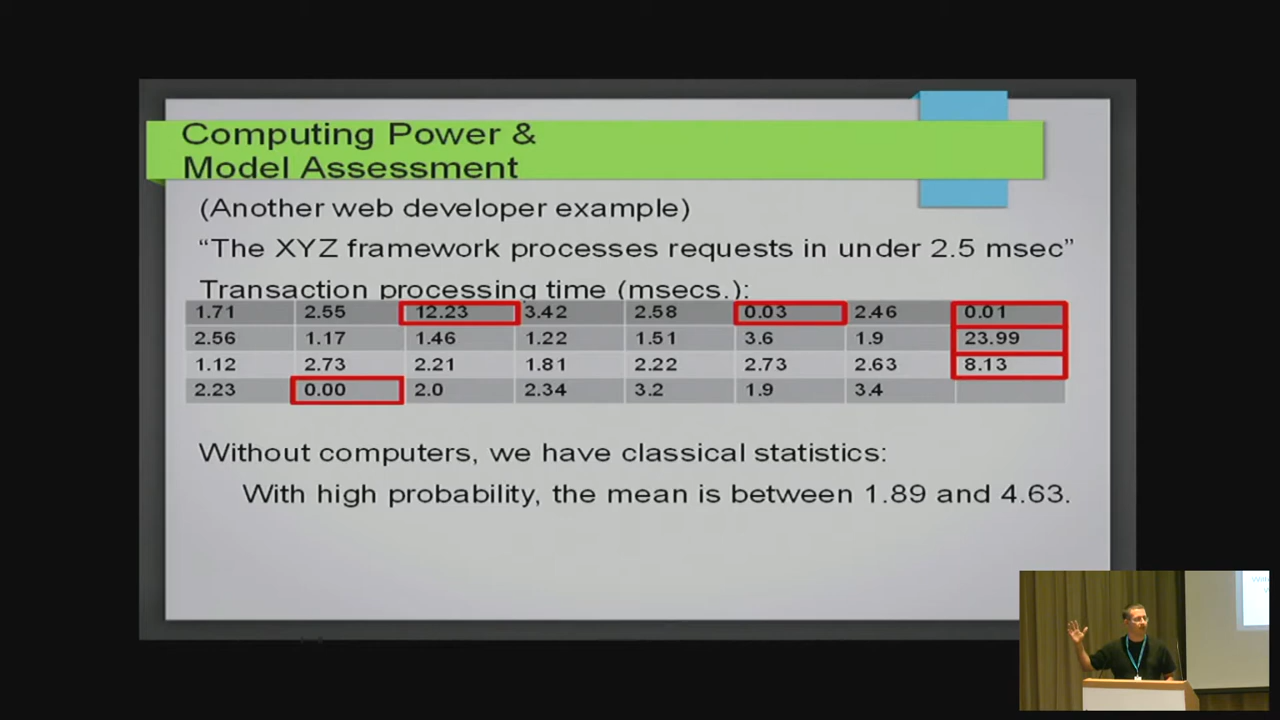 Computing Power &
Model Assessment
(Another web developer example)
“The XYZ framework processes requests in under 2.5 msec”
Transaction processing time (msecs.):
1.71 2.55 12.23 3.42 2.58 0.03 2.46 0.01
2.56 1.17 1.46 1.22 1.51 3.6 1.9 23.99
1.12 2.73 2.21 1.81 2.22 2.73 2.63 8.13
2.23 0.00 2.0 2.34 3.2 1.9 3.4
Without computers, we have classical statistics:
With high probability, the mean is between 1.89 and 4.63.